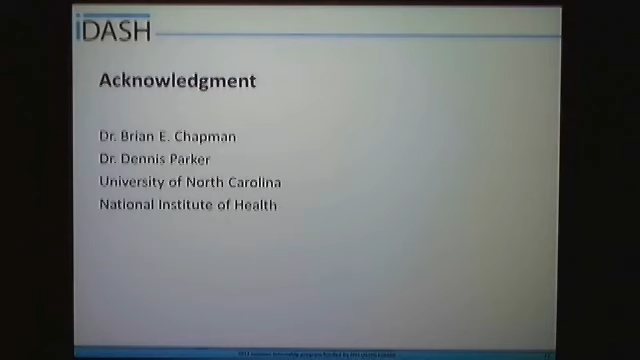 iDASH
Acknowledgment
Dr. Brian E. Chapman
Dr. Dennis Parker
University of North Carolina
National Institute of Health